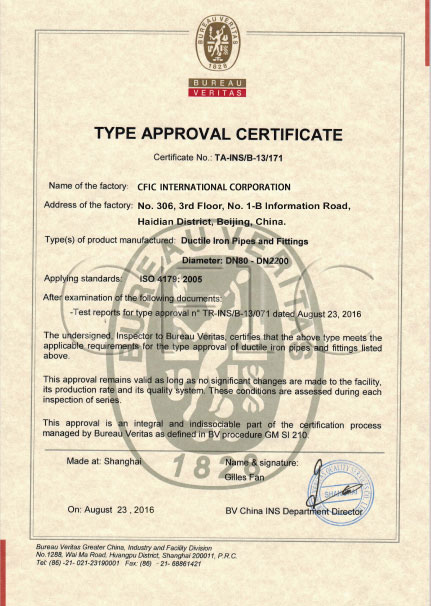 BUREAU VERITAS
1828
BUREAU
VERITAS
TYPE APPROVAL CERTIFICATE
Certificate No.: TA-INS/B-13/171
Name of the factory: CFIC INTERNATIONAL CORPORATION
Address of the factory: No. 306, 3rd Floor, No. 1-B Information Road,
Haidian District, Beijing, China.
Type(s) of product manufactured: Ductile Iron Pipes and Fittings
Diameter: DN80 - DN2200
Applying standards: ISO 4179: 2005
After examination of the following documents:
-Test reports for type approval n° TR-INS/B-13/071 dated August 23, 2016
The undersigned, Inspector to Bureau Veritas, certifies that the above type meets the
applicable requirements for the type approval of ductile iron pipes and fittings listed
above.
This approval remains valid as long as no significant changes are made to the facility,
its production rate and its quality system. These conditions are assessed during each
inspection of series.
This approval is an integral and indissociable part of the certification process
managed by Bureau Veritas as defined in BV procedure GM SI 210.
BUREAU VERITAS
1828
Made at: Shanghai
Name & signature:
Gilles Fan
SHANGHAI
On: August 23 , 2016
BV China INS Department Director
Bureau Veritas Greater China, Industry and Facility Division
No.1288, Wai Ma Road, Huangpu District, Shanghai 200011, P.R.C.
Tel: (86) -21- 021-23190001 Fax: (86) - 21- 68861421